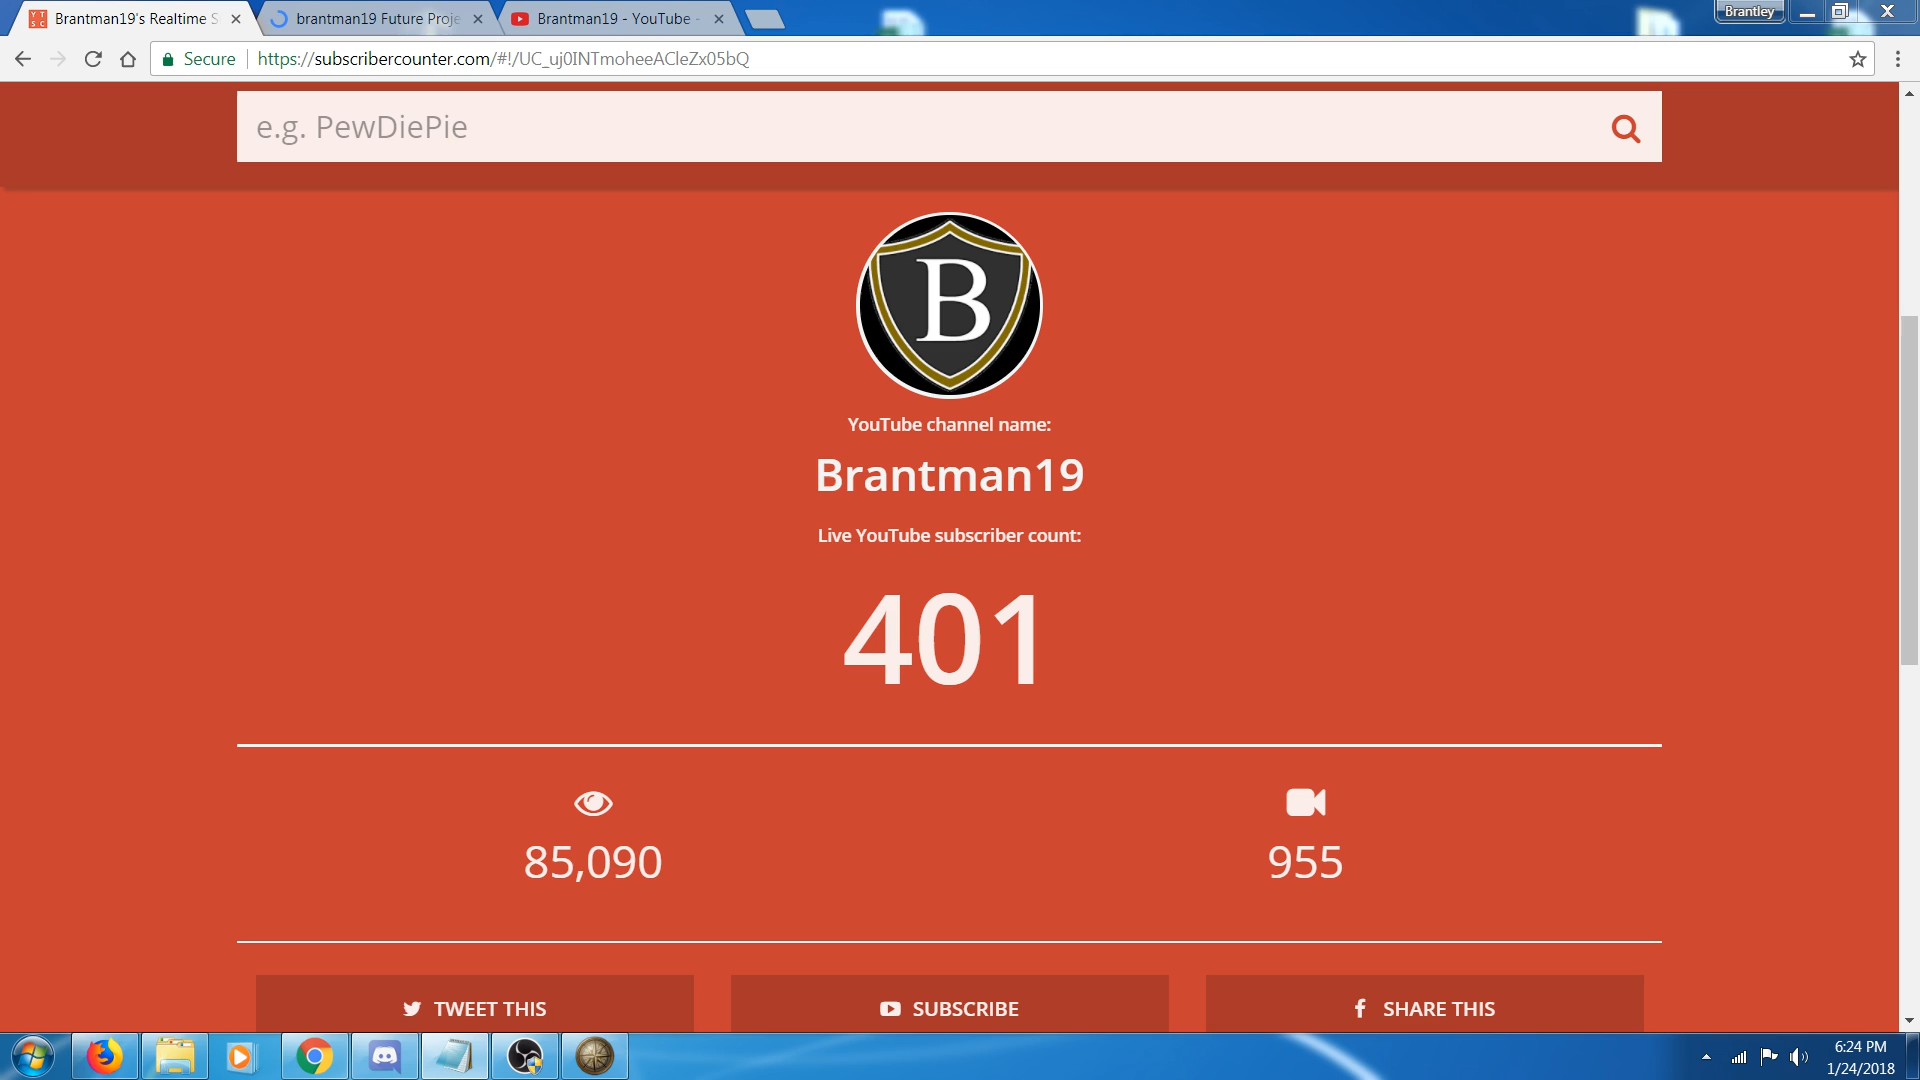 Brantman19's Realtime S
brantman19 Future Proje
Brantman19 - YouTube -
Brantley
Secure
https://subscribercounter.com/#!/UC_uj0INTmoheeACleZx05bQ
e.g. PewDiePie
B
YouTube channel name:
Brantman19
Live YouTube subscriber count:
401
85,090
955
TWEET THIS
SUBSCRIBE
SHARE THIS
6:24 PM
1/24/2018